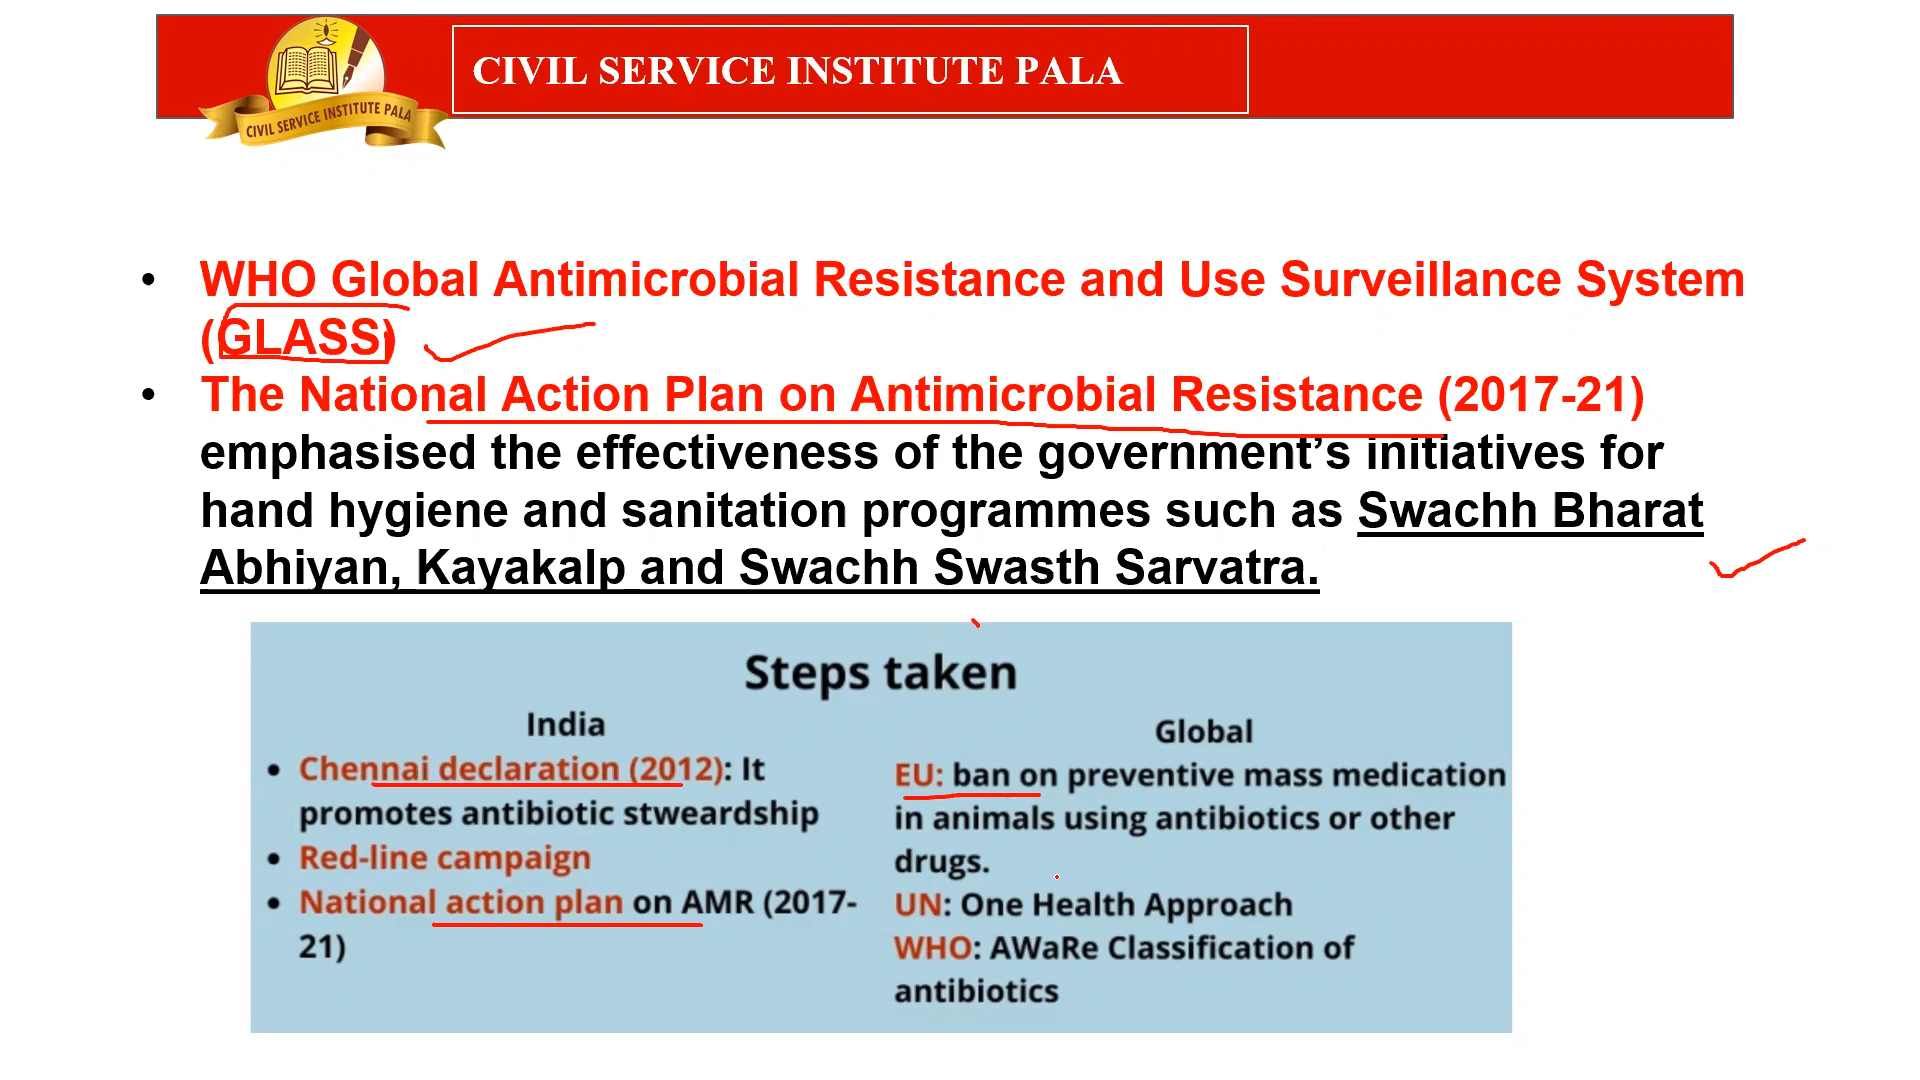 CIVIL SERVICE INSTITUTE PALA
CIVIL SERVICE INSTITUTE PALA
• WHO Global Antimicrobial Resistance and Use Surveillance System
(GLASS)
• The National Action Plan on Antimicrobial Resistance (2017-21)
emphasised the effectiveness of the government’s initiatives for
hand hygiene and sanitation programmes such as Swachh Bharat
Abhiyan, Kayakalp and Swachh Swasth Sarvatra.
Steps taken
India
• Chennai declaration (2012): It
promotes antibiotic stweardship
• Red-line campaign
• National action plan on AMR (2017-
21)
Global
EU: ban on preventive mass medication
in animals using antibiotics or other
drugs.
UN: One Health Approach
WHO: AWaRe Classification of
antibiotics